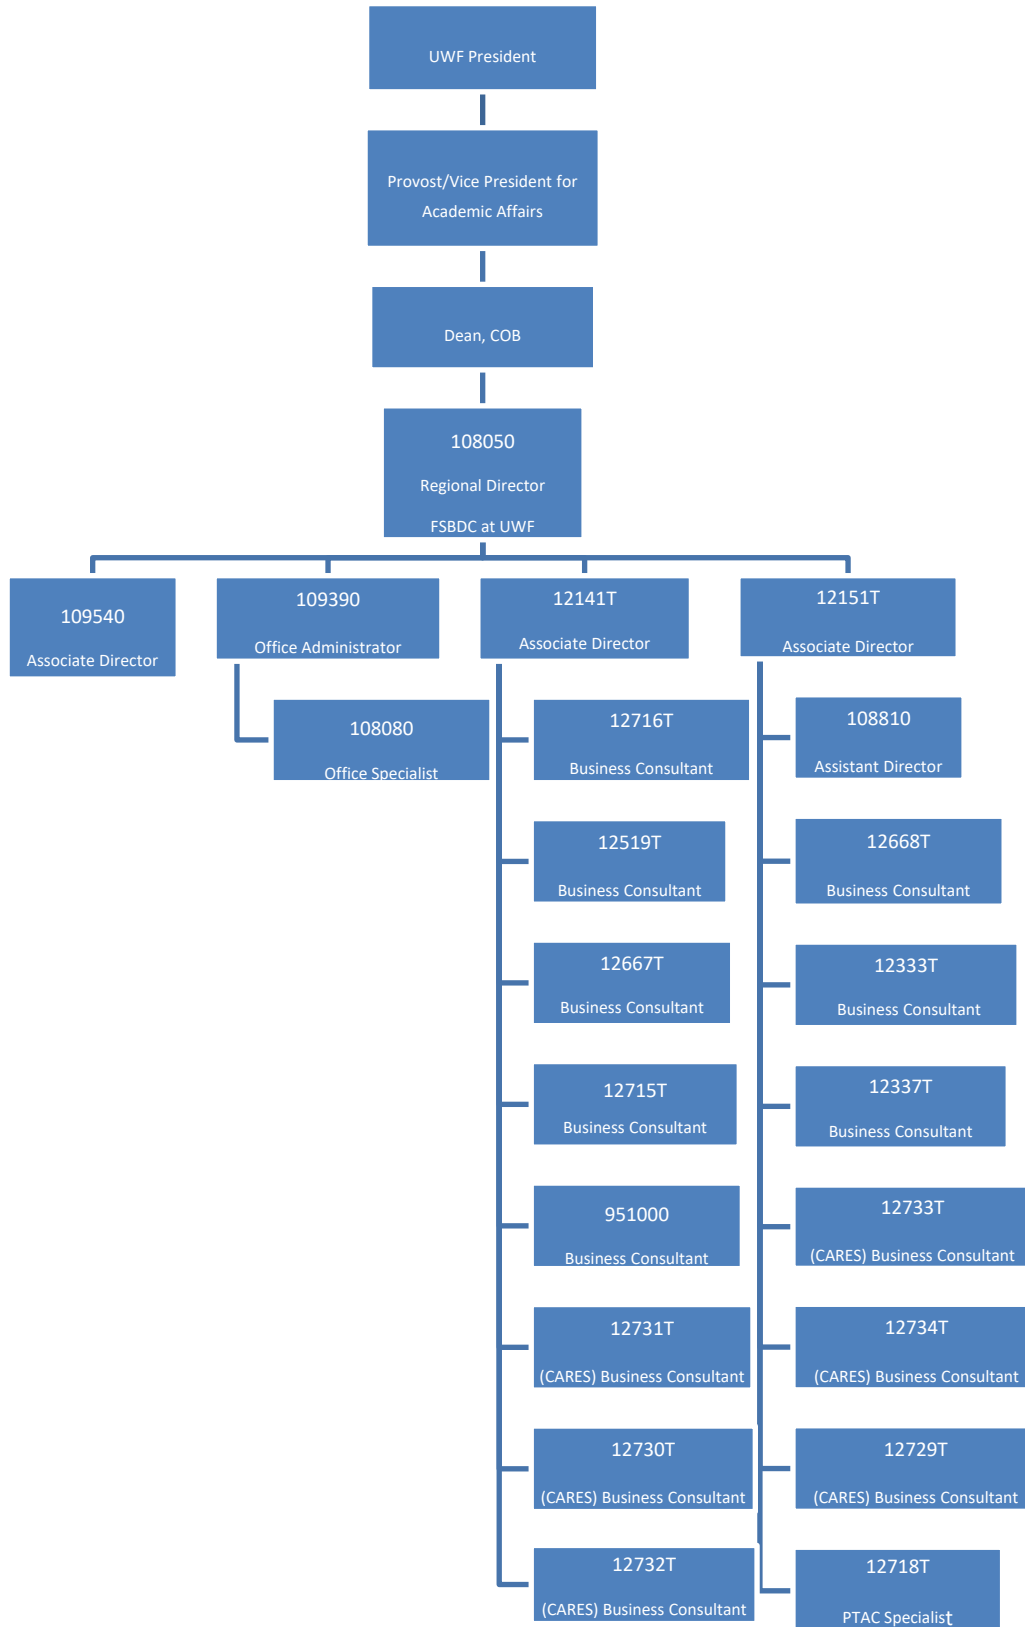 UWF President
Provost/Vice President for
Academic Affairs
Dean, COB
108050
Regional Director
FSBDC at UWF
109540
Associate Director
109390
Office Administrator
108080
Office Specialist
12141T
Associate Director
12716T
Business Consultant
12519T
Business Consultant
12667T
Business Consultant
12715T
Business Consultant
951000
Business Consultant
12731T
(CARES) Business Consultant
12730T
(CARES) Business Consultant
12732T
(CARES) Business Consultant
12151T
Associate Director
108810
Assistant Director
12668T
Business Consultant
12333T
Business Consultant
12337T
Business Consultant
12733T
(CARES) Business Consultant
12734T
(CARES) Business Consultant
12729T
(CARES) Business Consultant
12718T
PTAC Specialist